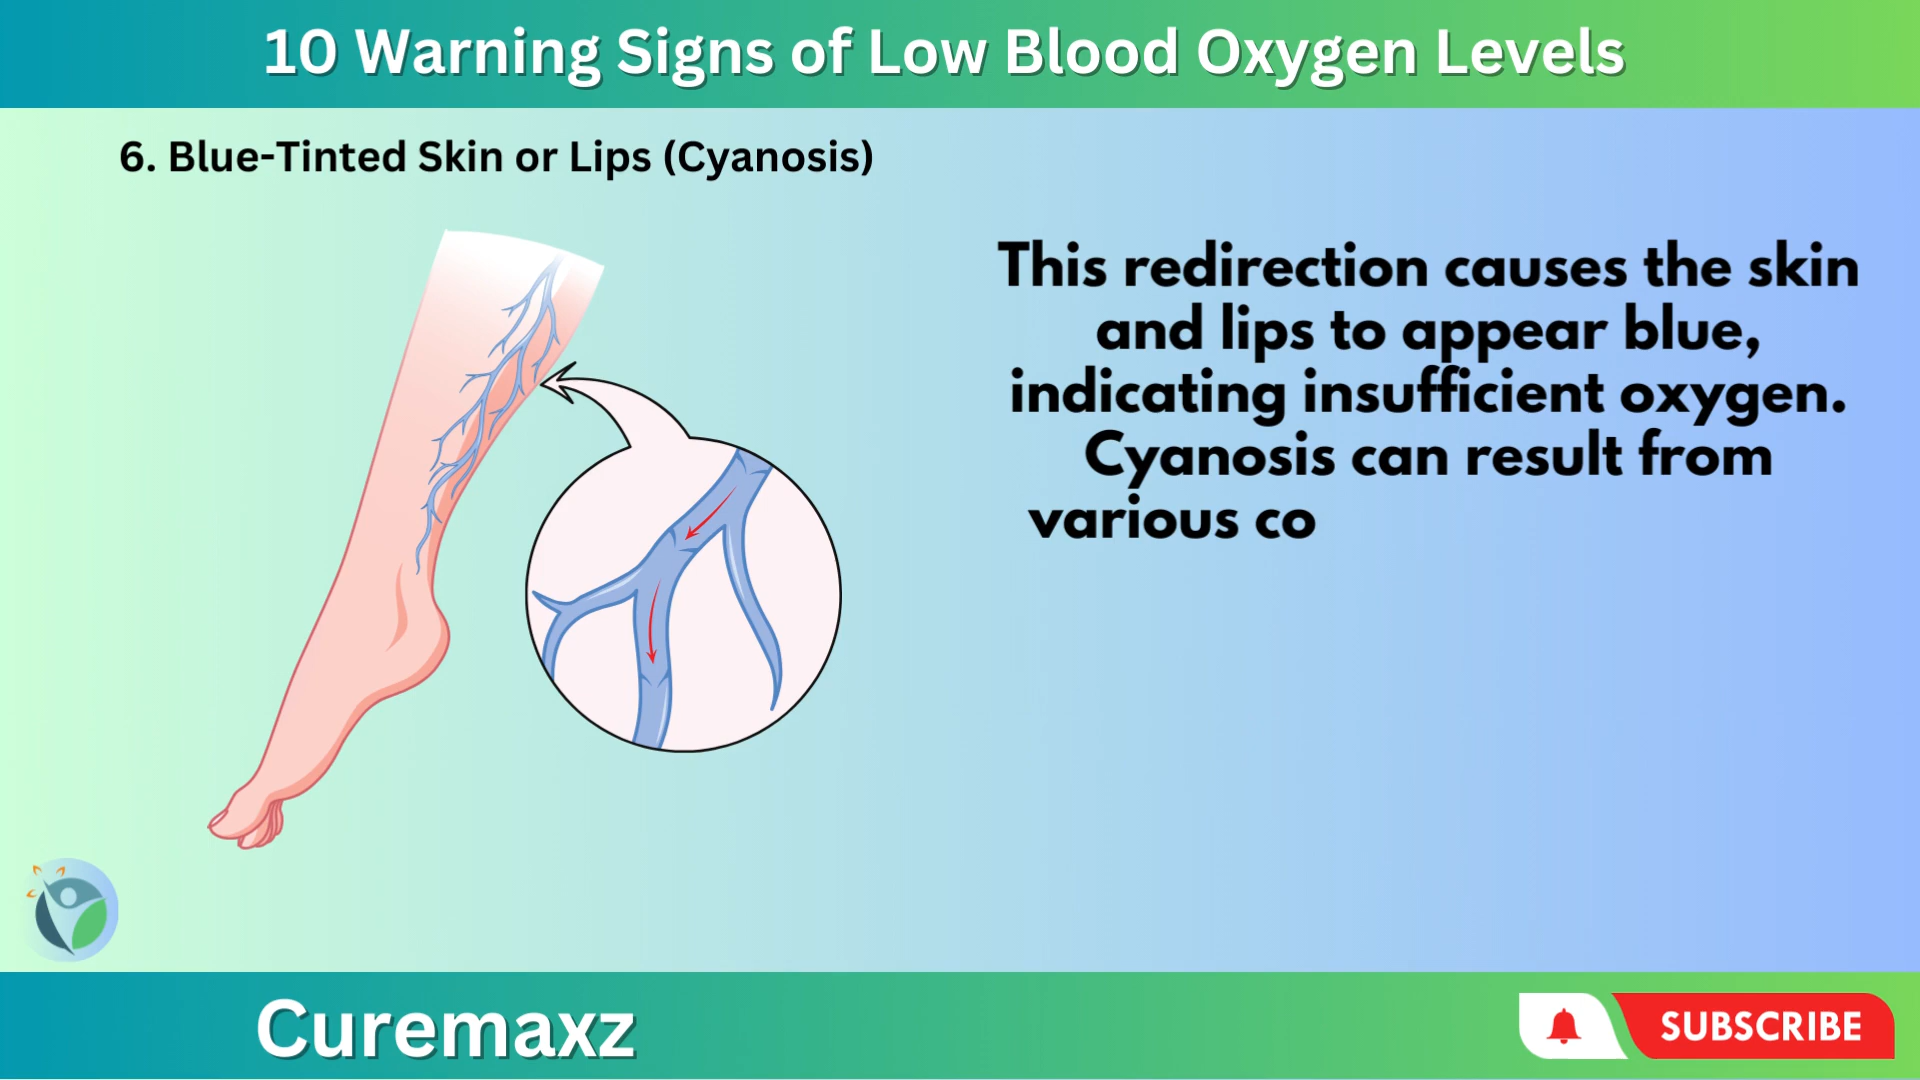 10 Warning Signs of Low Blood Oxygen Levels
6. Blue-Tinted Skin or Lips (Cyanosis)
This redirection causes the skin
and lips to appear blue,
indicating insufficient oxygen.
Cyanosis can result from
various co
Curemaxz
SUBSCRIBE